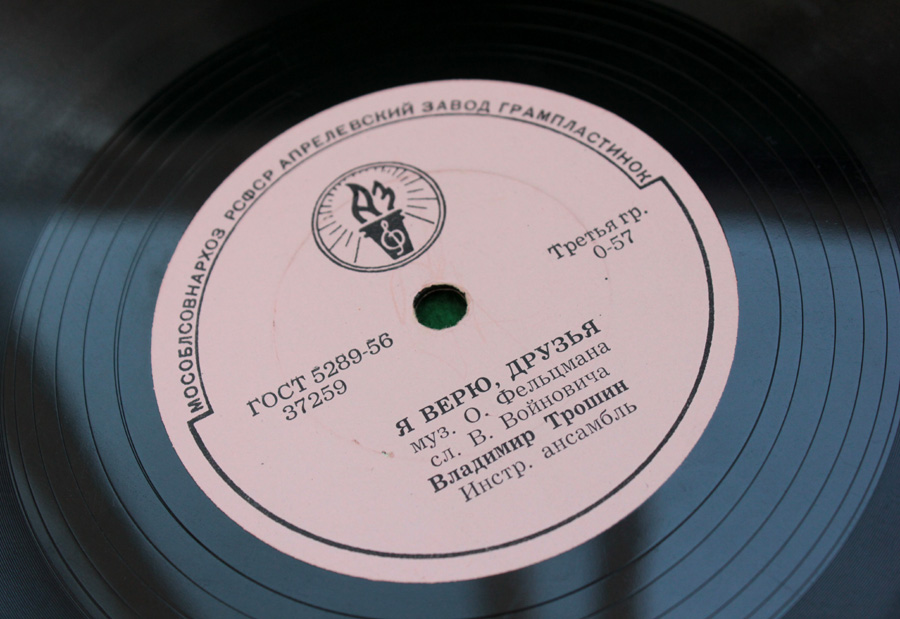 МОСОБЛСОВНАРХОЗ РСФСР АПРЕЛЕВСКИЙ ЗАВОД ГРАМПЛАСТИНОК
АЗ
Третья гр.
0-57
ГОСТ 5289-56
37259
Я ВЕРЮ, ДРУЗЬЯ
муз. О. Фельцмана
сл. В. Войновича
Владимир Трошин
Инстр. ансамбль